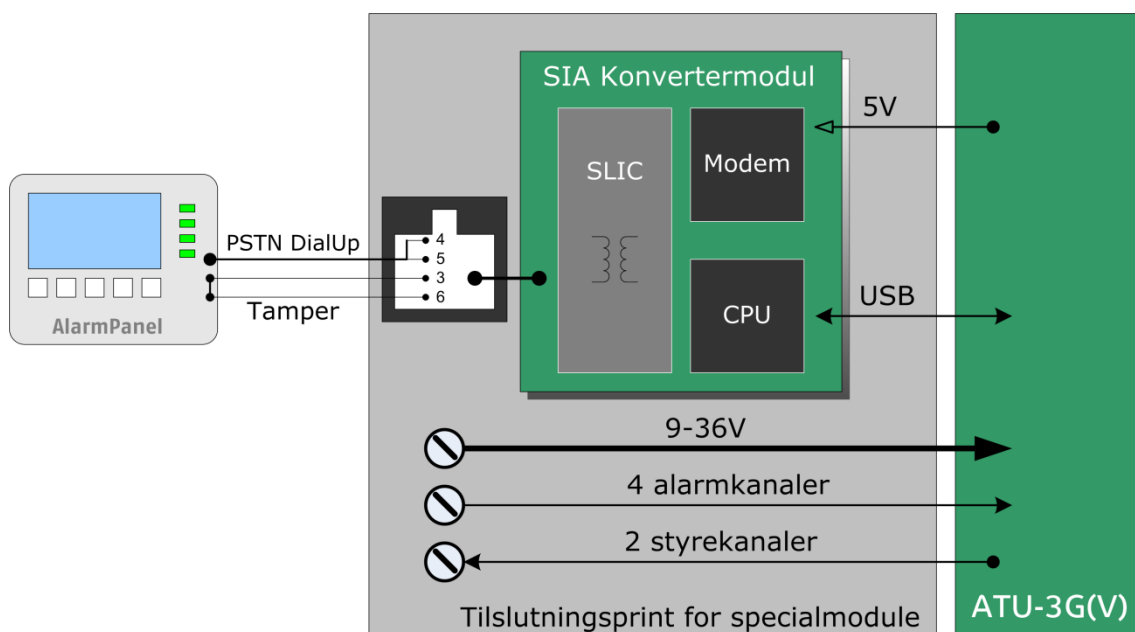 SIA Konvertermodul
5V
SLIC
Modem
PSTN DialUp
4
5
3
6
Tamper
AlarmPanel
CPU
USB
9-36V
4 alarmkanaler
2 styrekanaler
Tilslutningsprint for specialmodule
ATU-3G(V)